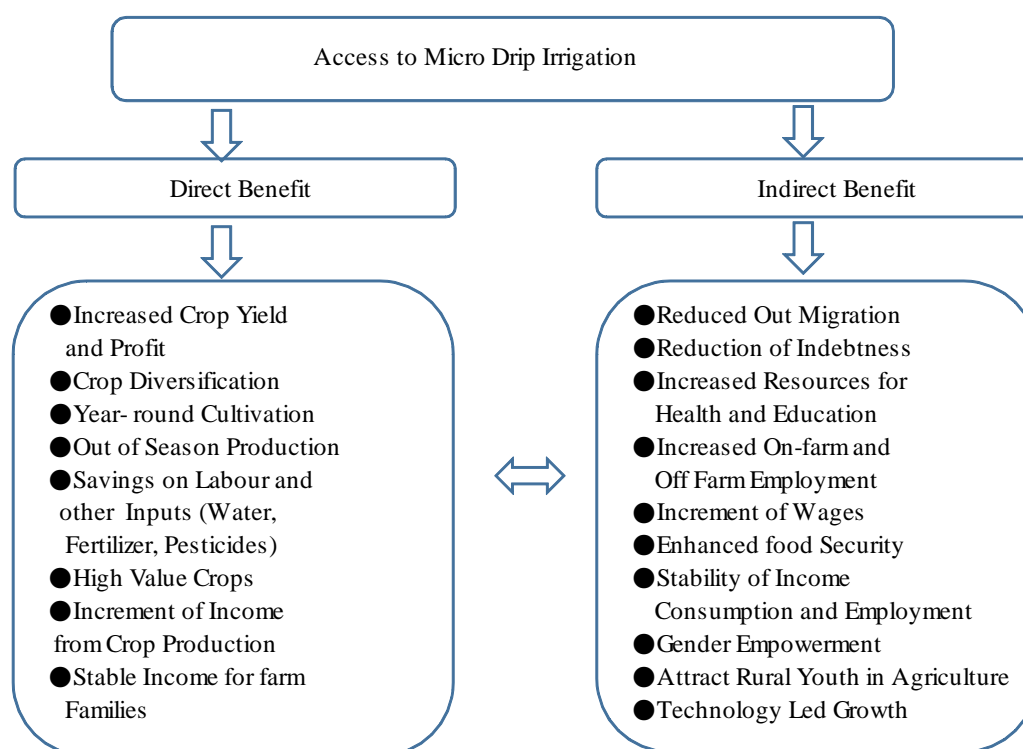 Access to Micro Drip Irrigation
Direct Benefit
Indirect Benefit
●Increased Crop Yield
and Profit
●Crop Diversification
●Year- round Cultivation
●Out of Season Production
●Savings on Labour and
other Inputs (Water,
Fertilizer, Pesticides)
●High Value Crops
●Increment of Income
from Crop Production
●Stable Income for farm
Families
●Reduced Out Migration
●Reduction of Indebtness
●Increased Resources for
Health and Education
●Increased On-farm and
Off Farm Employment
●Increment of Wages
●Enhanced food Security
●Stability of Income
Consumption and Employment
●Gender Empowerment
●Attract Rural Youth in Agriculture
●Technology Led Growth